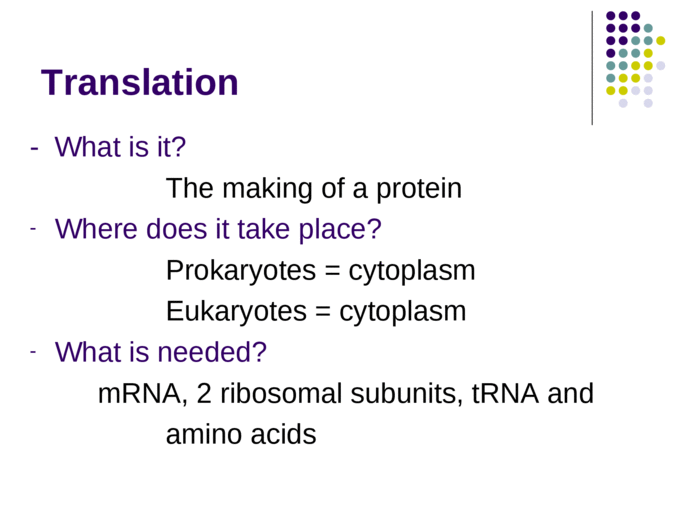 Translation
- What is it?
The making of a protein
- Where does it take place?
Prokaryotes = cytoplasm
Eukaryotes = cytoplasm
- What is needed?
mRNA, 2 ribosomal subunits, tRNA and
amino acids